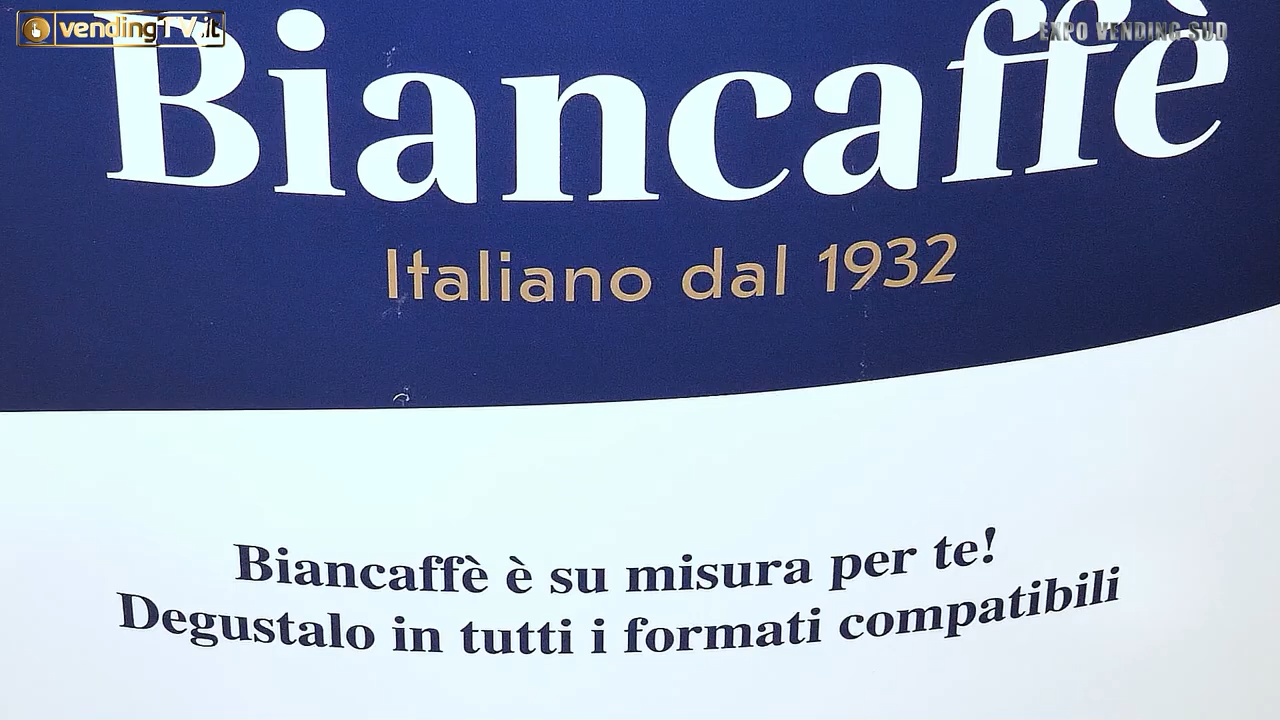 vendingTV.it
EXPO VENDING SUD
Biancaffè
Italiano dal 1932
Biancaffè è su misura per te!
Degustalo in tutti i formati compatibili